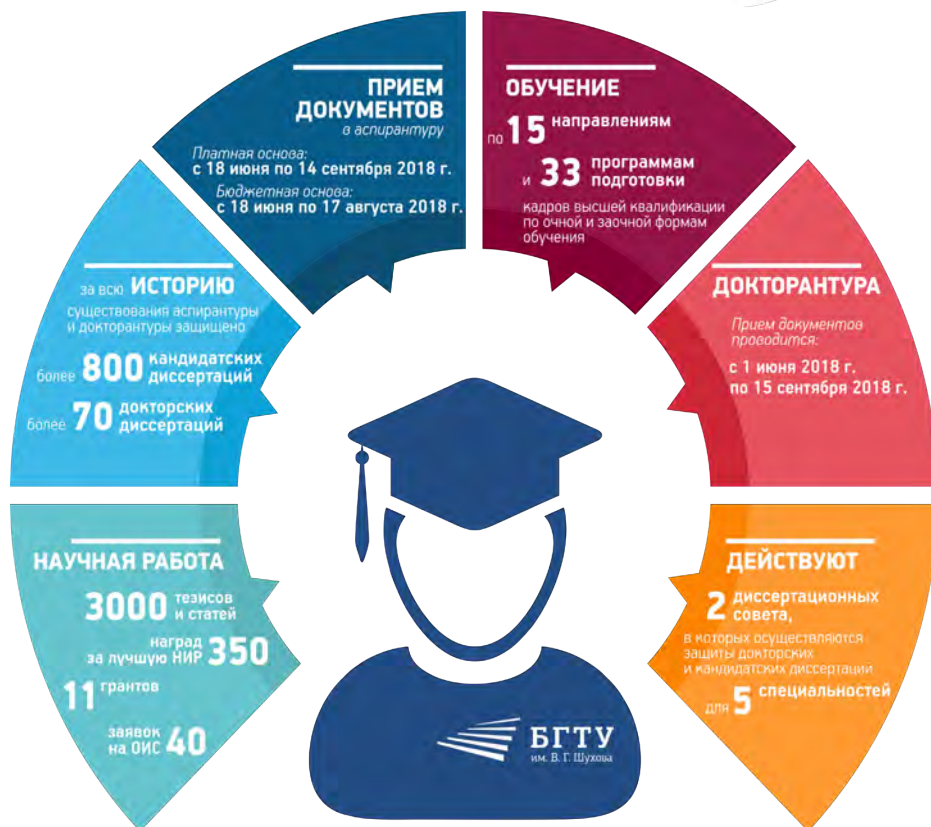 ПРИЕМ
ДОКУМЕНТОВ
в аспирантуру
Платная основа:
с 18 июня по 14 сентября 2018 г.
Бюджетная основа:
с 18 июня по 17 августа 2018 г.
ОБУЧЕНИЕ
по 15 направлениям
и 33 программам
подготовки
кадров высшей квалификации
по очной и заочной формам
обучения
за всю ИСТОРИЮ
существования аспирантуры
и докторантуры защищено
более 800 кандидатских
диссертаций
более 70 докторских
диссертаций
ДОКТОРАНТУРА
Прием документов
проводится:
с 1 июня 2018 г.
по 15 сентября 2018 г.
НАУЧНАЯ РАБОТА
3000 тезисов
и статей
наград
за лучшую НИР 350
11 грантов
заявок
на ОИС 40
ДЕЙСТВУЮТ
2 диссертационных
совета,
в которых осуществляются
защиты докторских
и кандидатских диссертации
для 5 специальностей
БГТУ
им. В. Г. Шухова